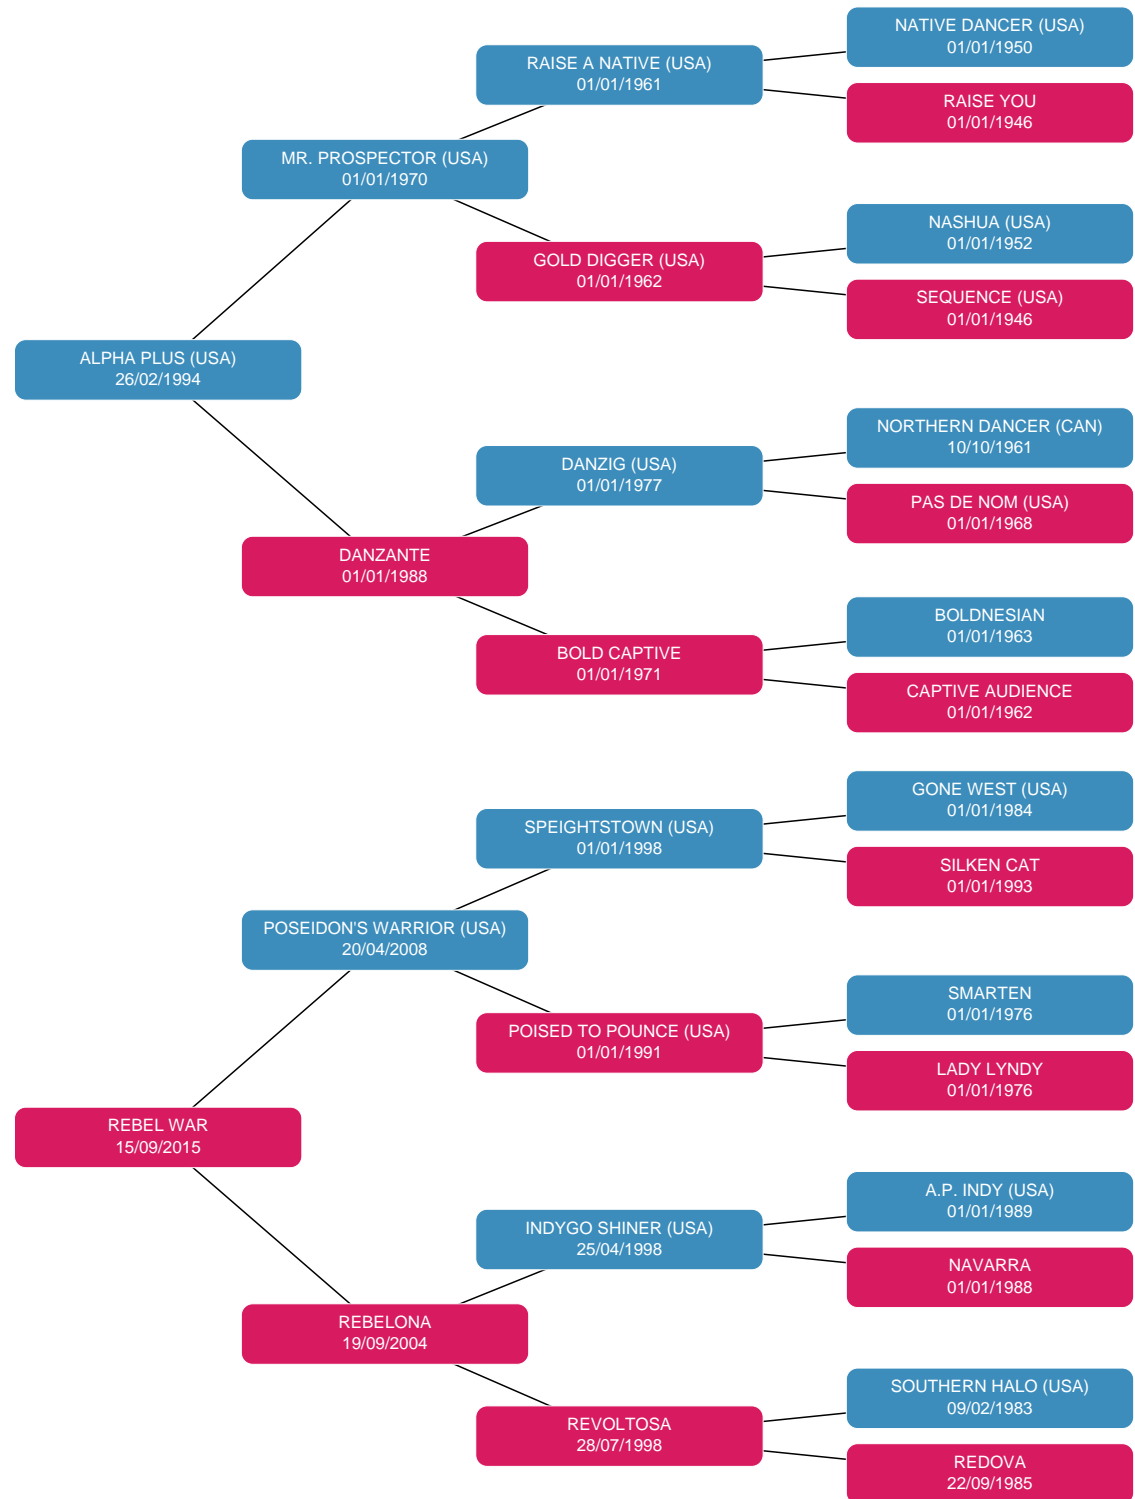 NATIVE DANCER (USA)
01/01/1950
RAISE A NATIVE (USA)
01/01/1961
RAISE YOU
01/01/1946
MR. PROSPECTOR (USA)
01/01/1970
NASHUA (USA)
01/01/1952
GOLD DIGGER (USA)
01/01/1962
SEQUENCE (USA)
01/01/1946
ALPHA PLUS (USA)
26/02/1994
NORTHERN DANCER (CAN)
10/10/1961
DANZIG (USA)
01/01/1977
PAS DE NOM (USA)
01/01/1968
DANZANTE
01/01/1988
BOLDNESIAN
01/01/1963
BOLD CAPTIVE
01/01/1971
CAPTIVE AUDIENCE
01/01/1962
GONE WEST (USA)
01/01/1984
SPEIGHTSTOWN (USA)
01/01/1998
SILKEN CAT
01/01/1993
POSEIDON'S WARRIOR (USA)
20/04/2008
SMARTEN
01/01/1976
POISED TO POUNCE (USA)
01/01/1991
LADY LYNDY
01/01/1976
REBEL WAR
15/09/2015
A.P. INDY (USA)
01/01/1989
INDYGO SHINER (USA)
25/04/1998
NAVARRA
01/01/1988
REBELONA
19/09/2004
SOUTHERN HALO (USA)
09/02/1983
REVOLTOSA
28/07/1998
REDOVA
22/09/1985